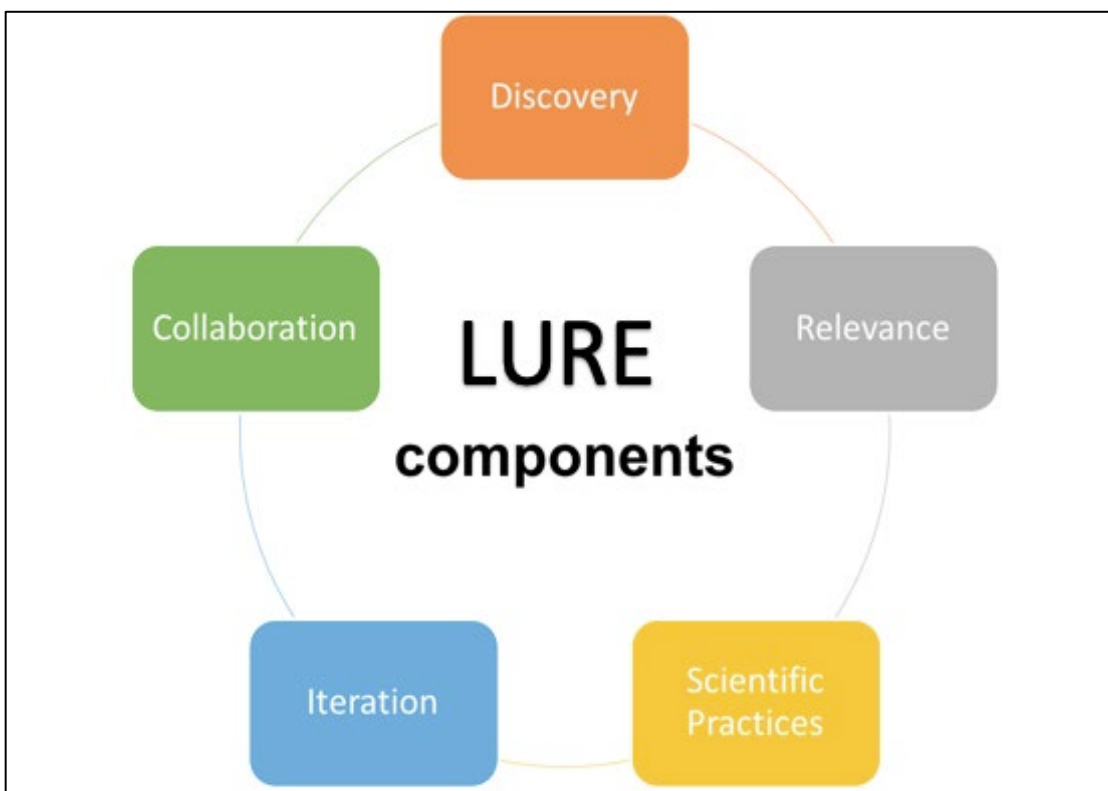 Discovery
Collaboration
LURE
components
Relevance
Iteration
Scientific
Practices